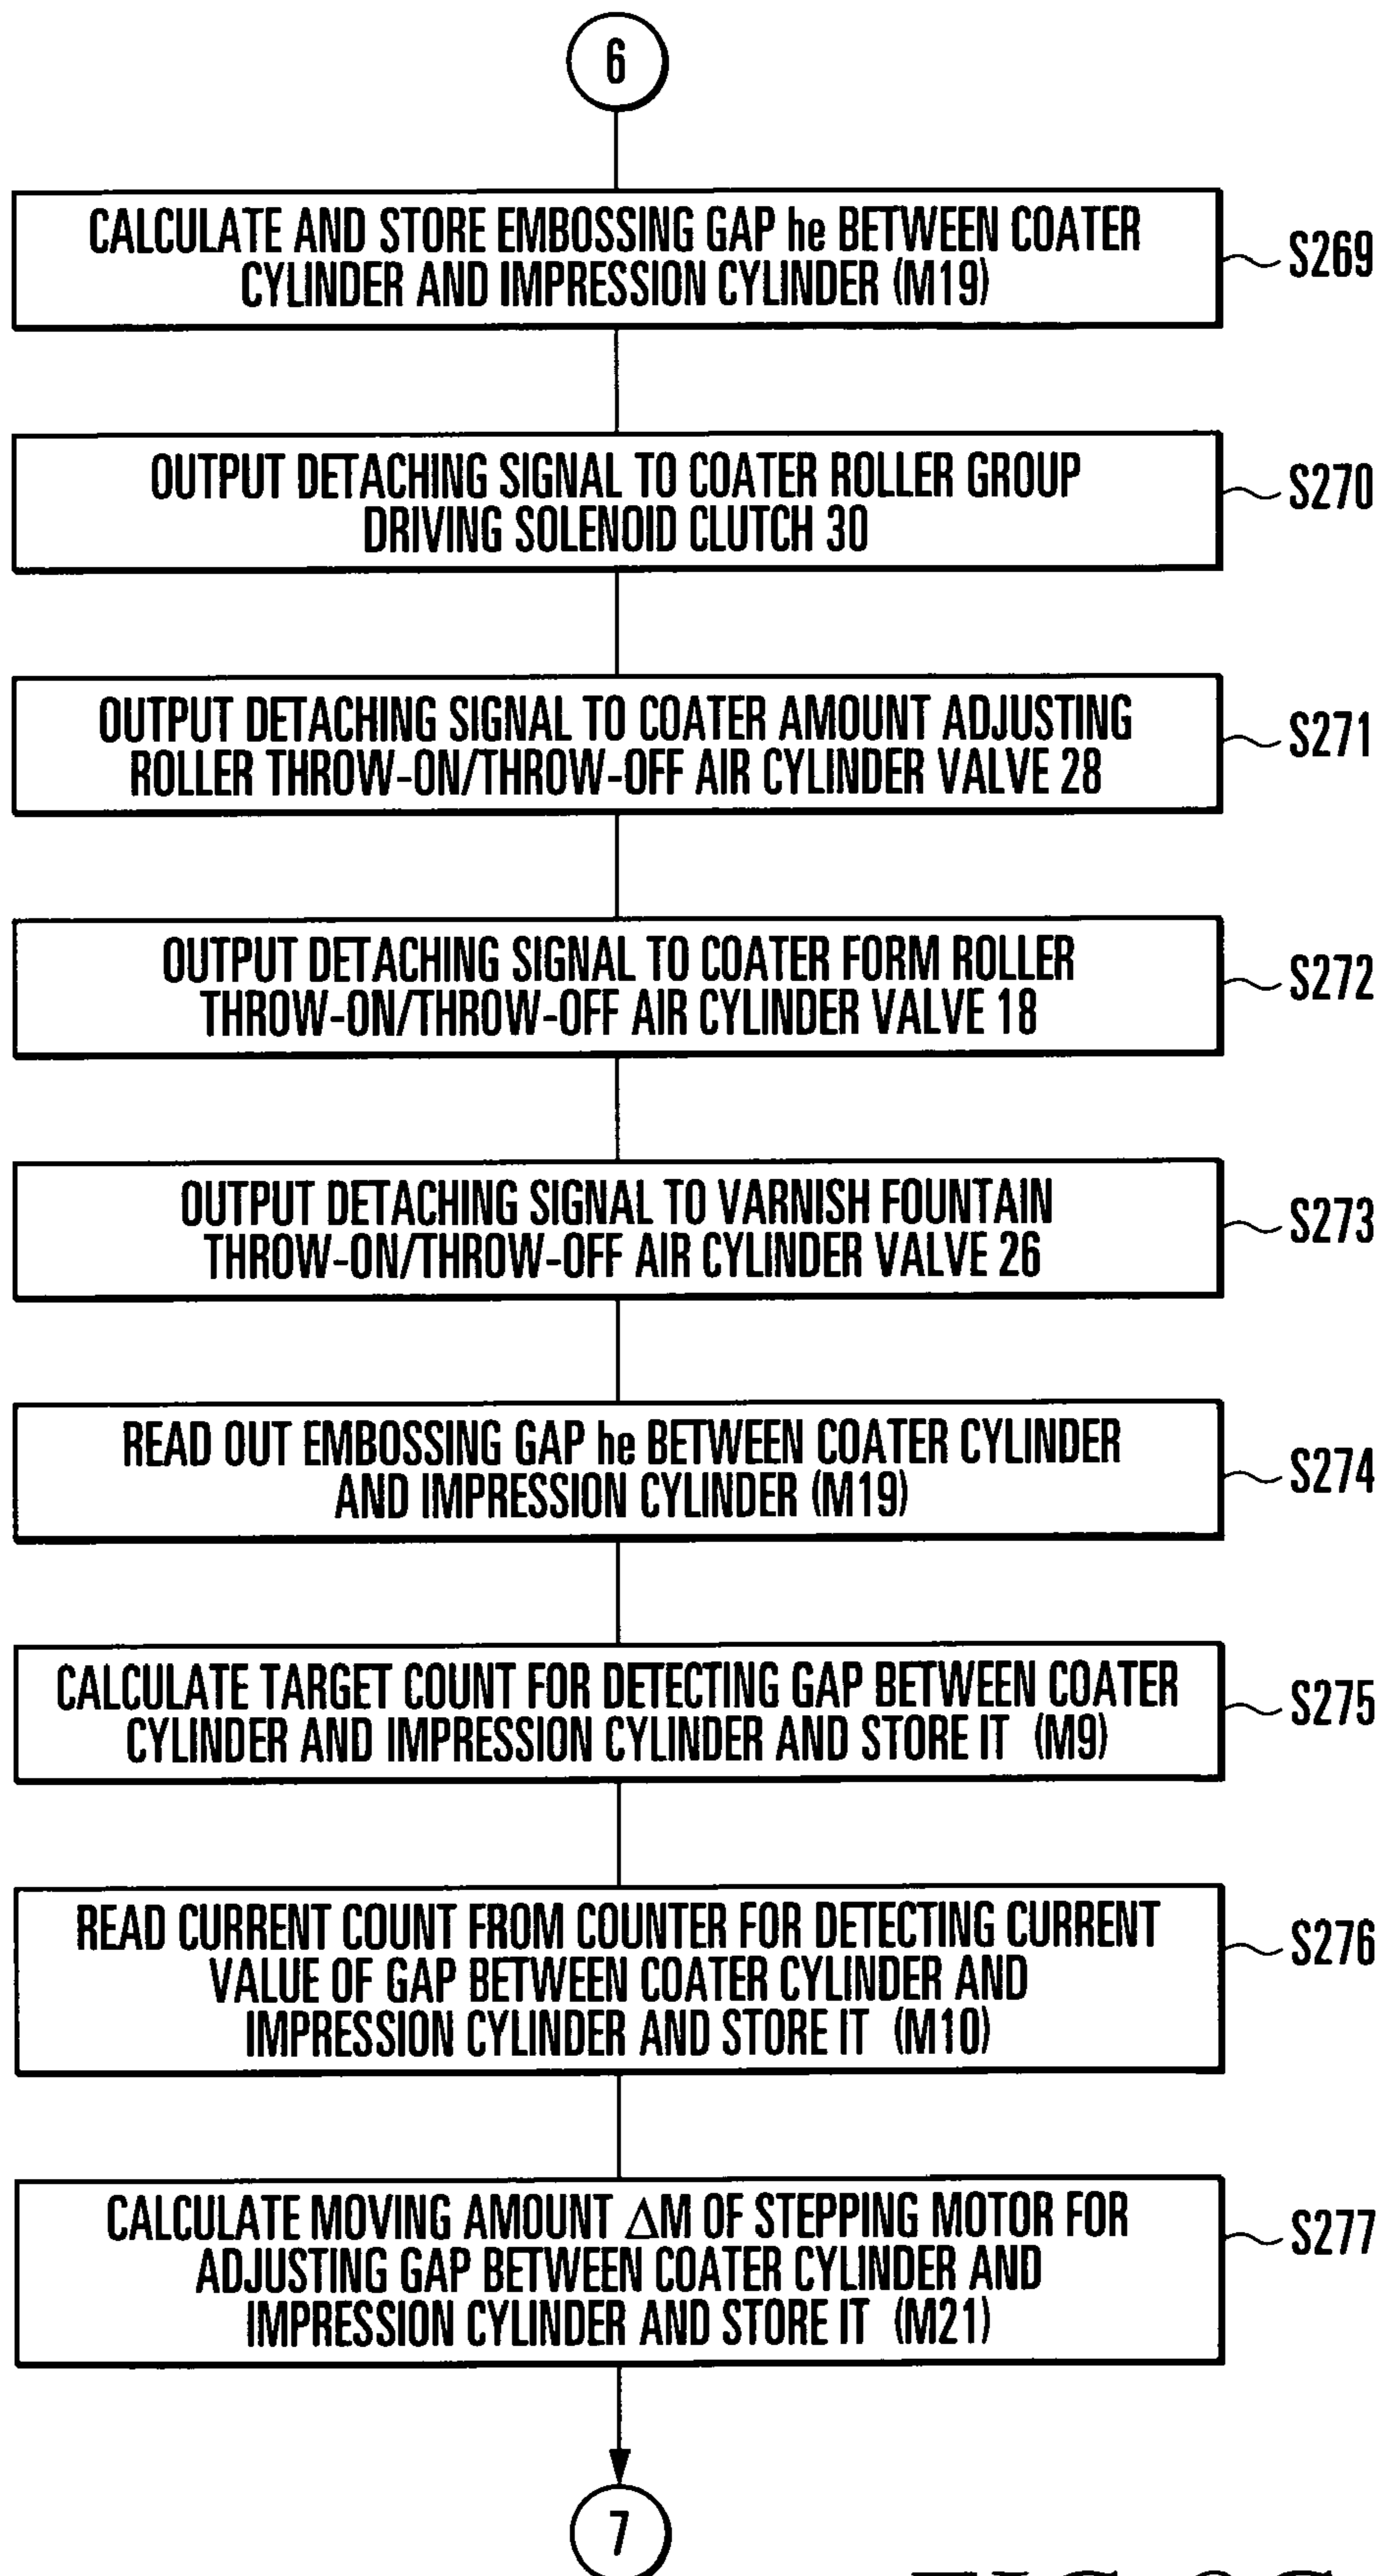 6
CALCULATE AND STORE EMBOSSING GAP he BETWEEN COATER
CYLINDER AND IMPRESSION CYLINDER (M19)
S269
OUTPUT DETACHING SIGNAL TO COATER ROLLER GROUP
DRIVING SOLENOID CLUTCH 30
S270
OUTPUT DETACHING SIGNAL TO COATER AMOUNT ADJUSTING
ROLLER THROW-ON/THROW-OFF AIR CYLINDER VALVE 28
S271
OUTPUT DETACHING SIGNAL TO COATER FORM ROLLER
THROW-ON/THROW-OFF AIR CYLINDER VALVE 18
S272
OUTPUT DETACHING SIGNAL TO VARNISH FOUNTAIN
THROW-ON/THROW-OFF AIR CYLINDER VALVE 26
S273
READ OUT EMBOSSING GAP he BETWEEN COATER CYLINDER
AND IMPRESSION CYLINDER (M19)
S274
CALCULATE TARGET COUNT FOR DETECTING GAP BETWEEN COATER
CYLINDER AND IMPRESSION CYLINDER AND STORE IT (M9)
S275
READ CURRENT COUNT FROM COUNTER FOR DETECTING CURRENT
VALUE OF GAP BETWEEN COATER CYLINDER AND
IMPRESSION CYLINDER AND STORE IT (M10)
S276
CALCULATE MOVING AMOUNT ΔM OF STEPPING MOTOR FOR
ADJUSTING GAP BETWEEN COATER CYLINDER AND
IMPRESSION CYLINDER AND STORE IT (M21)
S277
7